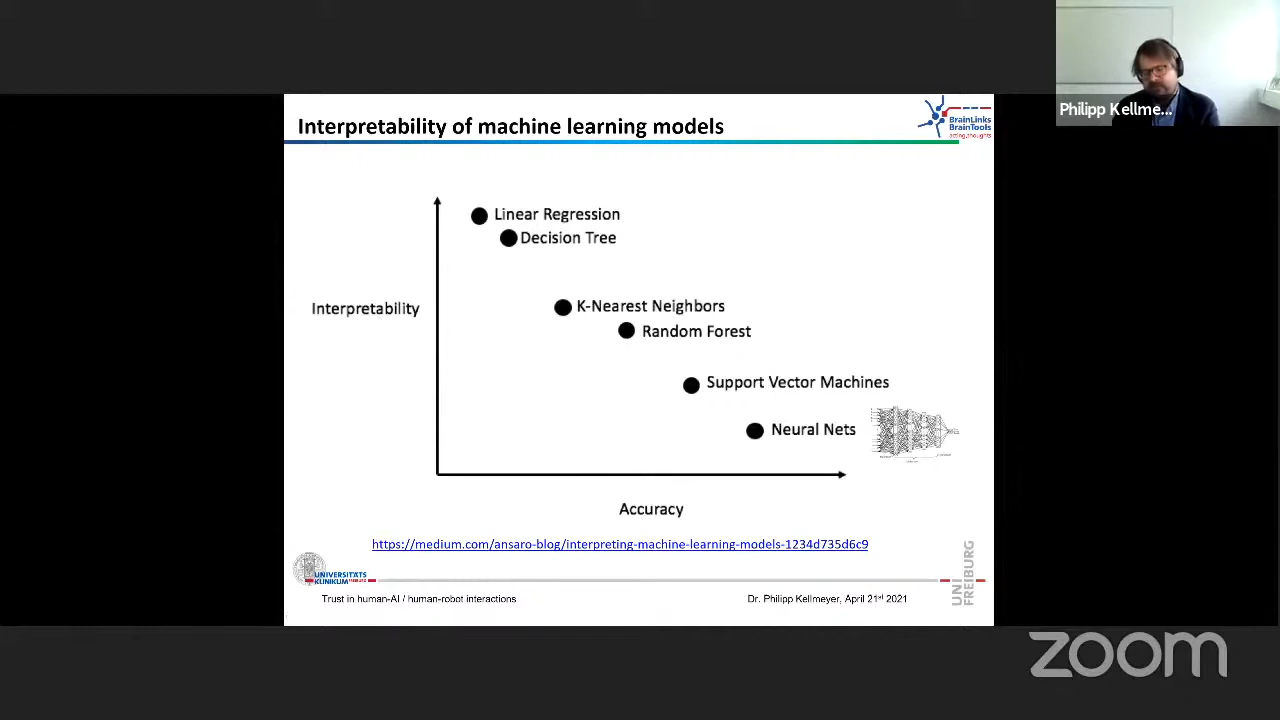 Philipp Kellme...
Interpretability of machine learning models
BrainLinks
BrainTools
acting,thoughts
Linear Regression
Decision Tree
Interpretability
K-Nearest Neighbors
Random Forest
Support Vector Machines
Neural Nets
Accuracy
https://medium.com/ansaro-blog/interpreting-machine-learning-models-1234d735d6c9
UNIVERSITÄTS
KLINIKUM
UNI
FREIBURG
Trust in human-AI / human-robot interactions
Dr. Philipp Kellmeyer, April 21st 2021
zoom